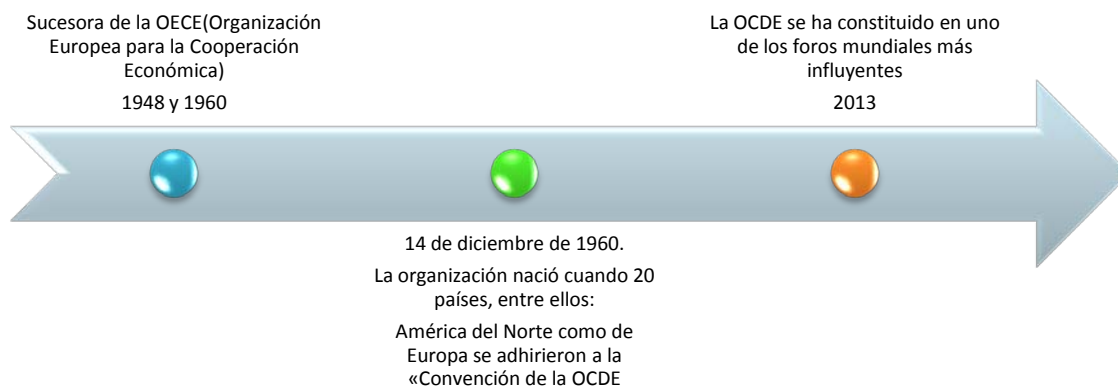 Sucesora de la OECE(Organización
Europea para la Cooperación
Económica)
1948 y 1960
14 de diciembre de 1960.
La organización nació cuando 20
países, entre ellos:
América del Norte como de
Europa se adhirieron a la
«Convención de la OCDE
La OCDE se ha constituido en uno
de los foros mundiales más
influyentes
2013